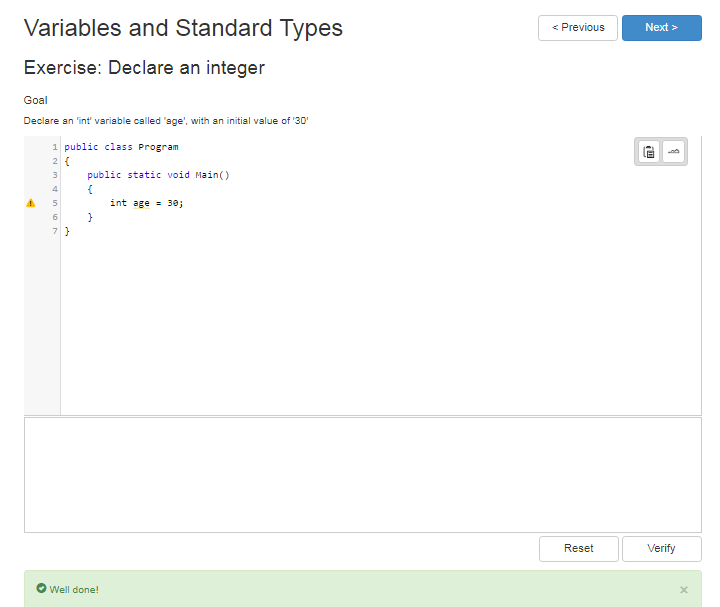 Variables and Standard Types
< Previous
Next >
Exercise: Declare an integer
Goal
Declare an 'int' variable called 'age', with an initial value of '30'
1 public class Program
2 {
3     public static void Main()
4     {
5         int age = 30;
6     }
7 }
Reset
Verify
Well done!
×